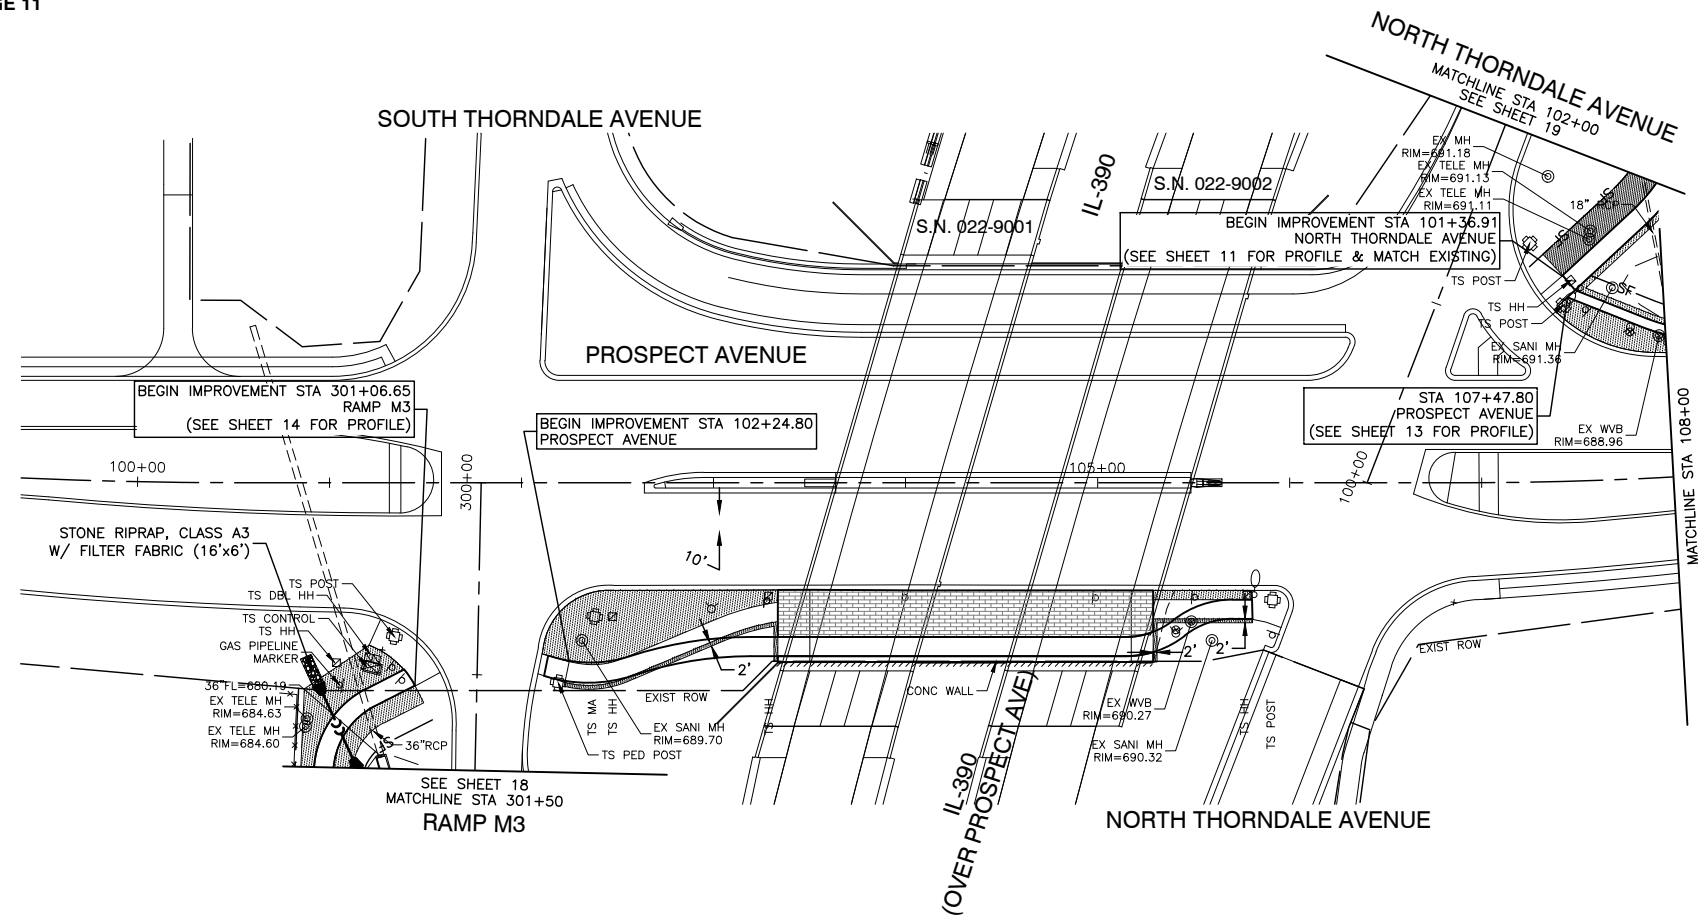 GE 11
NORTH THORNDALE AVENUE
MATCHLINE STA 102+00
SEE SHEET 19
SOUTH THORNDALE AVENUE
EX MH
RIM=691.18
EX TELE MH
RIM=691.13
EX TELE MH
RIM=691.11
18" RCP
IL-390
S.N. 022-9002
S.N. 022-9001
BEGIN IMPROVEMENT STA 101+36.91
NORTH THORNDALE AVENUE
(SEE SHEET 11 FOR PROFILE & MATCH EXISTING)
TS POST
TS HH
TS POST
SF
EX SANI MH
RIM=691.36
PROSPECT AVENUE
BEGIN IMPROVEMENT STA 301+06.65
RAMP M3
(SEE SHEET 14 FOR PROFILE)
BEGIN IMPROVEMENT STA 102+24.80
PROSPECT AVENUE
STA 107+47.80
PROSPECT AVENUE
(SEE SHEET 13 FOR PROFILE)
EX WVB
RIM=688.96
MATCHLINE STA 108+00
100+00
300+00
105+00
100+00
STONE RIPRAP, CLASS A3
W/ FILTER FABRIC (16'x6')
10'
TS POST
TS DBL HH
TS CONTROL
TS HH
GAS PIPELINE
MARKER
36"FL=680.19
EX TELE MH
RIM=684.63
EX TELE MH
RIM=684.60
36"RCP
2'
2'
2'
EXIST ROW
EXIST ROW
CONC WALL
TS MA
TS HH
TS HH
EX SANI MH
RIM=689.70
TS PED POST
EX WVB
RIM=690.27
EX SANI MH
RIM=690.32
TS HH
TS POST
SEE SHEET 18
MATCHLINE STA 301+50
RAMP M3
IL-390
(OVER PROSPECT AVE)
NORTH THORNDALE AVENUE